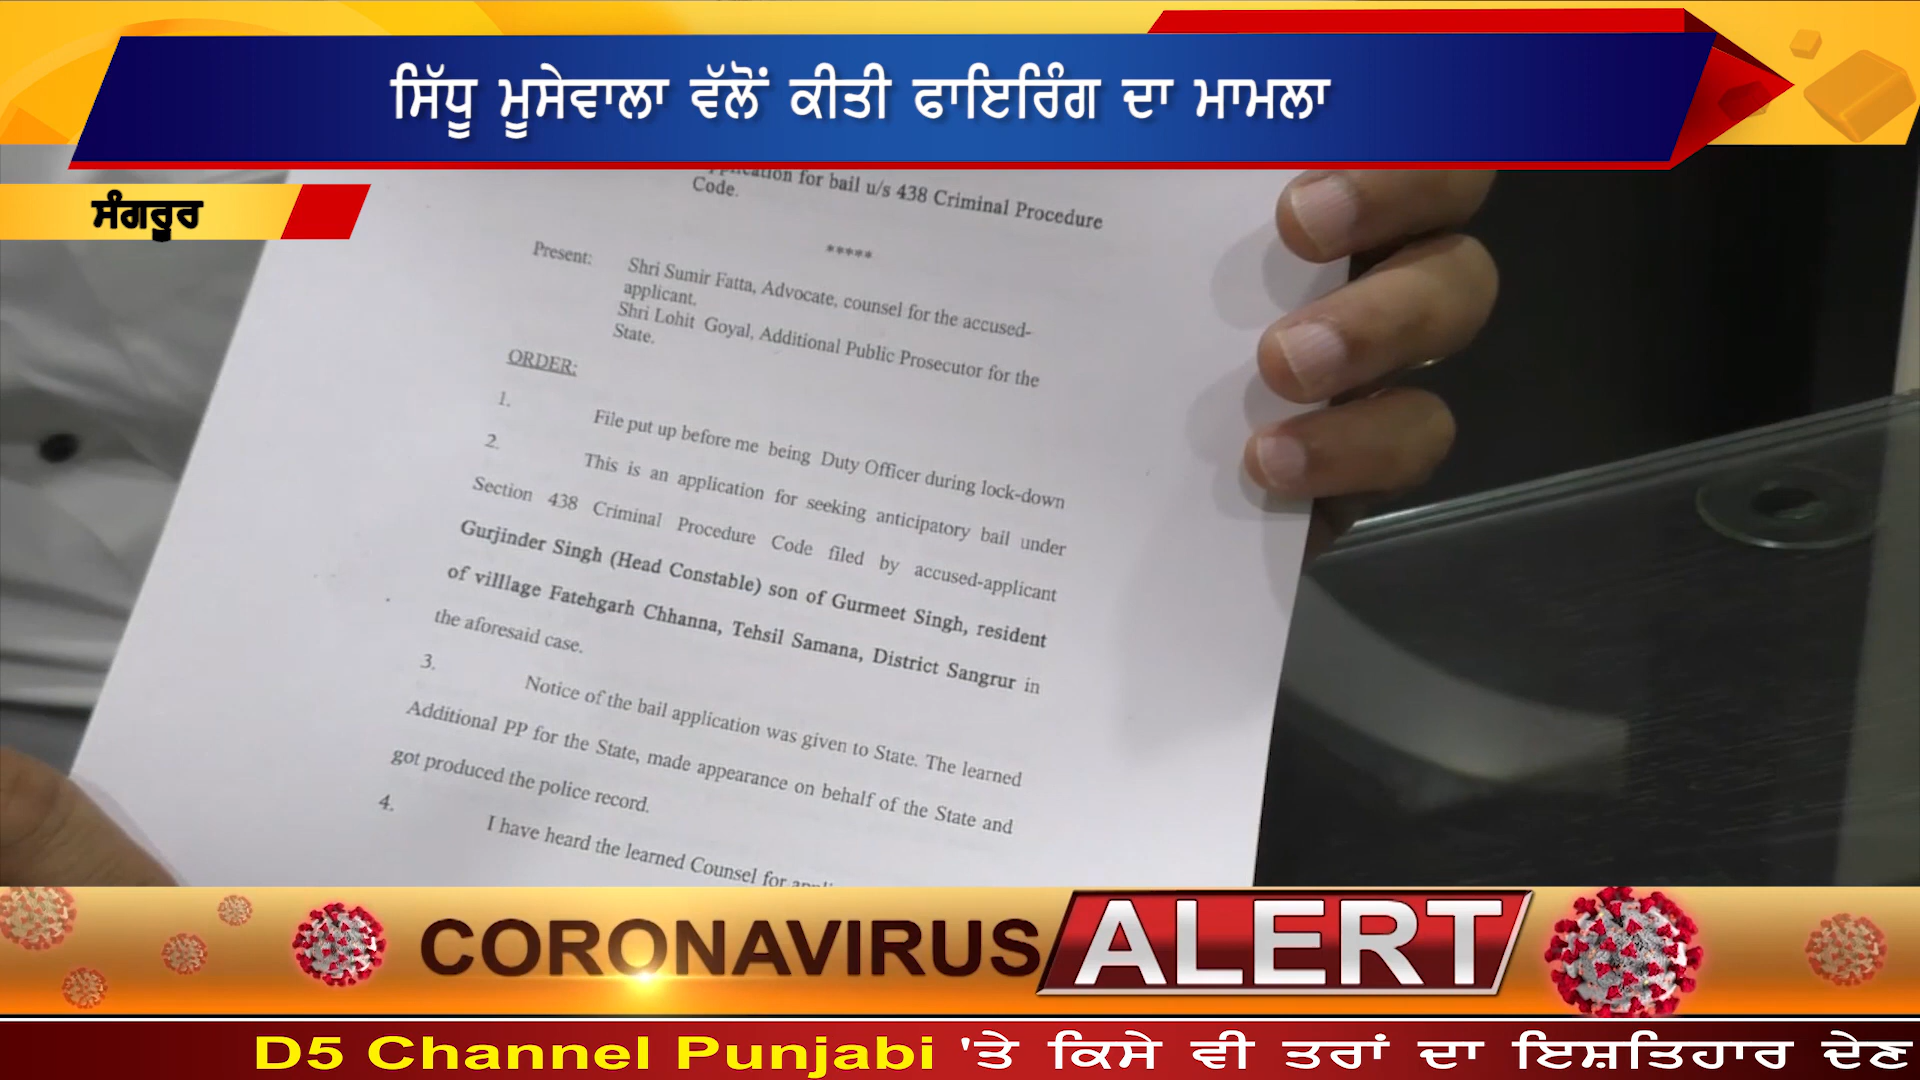 ਸਿੱਧੂ ਮੂਸੇਵਾਲਾ ਵੱਲੋਂ ਕੀਤੀ ਫਾਇਰਿੰਗ ਦਾ ਮਾਮਲਾ
ਸੰਗਰੂਰ
for bail u/s 438 Criminal Procedure
Code.
*****
Present: Shri Sumir Fatta, Advocate, counsel for the accused-
applicant.
Shri Lohit Goyal, Additional Public Prosecutor for the
State.
ORDER:
1. File put up before me being Duty Officer during lock-down
2. This is an application for seeking anticipatory bail under
Section 438 Criminal Procedure Code filed by accused-applicant
Gurjinder Singh (Head Constable) son of Gurmeet Singh, resident
of villlage Fatehgarh Chhanna, Tehsil Samana, District Sangrur in
the aforesaid case.
3. Notice of the bail application was given to State. The learned
Additional PP for the State, made appearance on behalf of the State and
got produced the police record.
4. I have heard the learned Counsel for
CORONAVIRUS ALERT
D5 Channel Punjabi 'ਤੇ ਕਿਸੇ ਵੀ ਤਰਾਂ ਦਾ ਇਸ਼ਤਿਹਾਰ ਦੇਣ